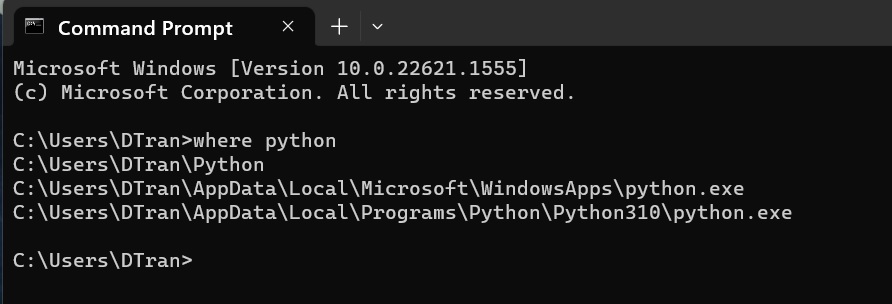 Command Prompt
Microsoft Windows [Version 10.0.22621.1555]
(c) Microsoft Corporation. All rights reserved.
C:\Users\DTran>where python
C:\Users\DTran\Python
C:\Users\DTran\AppData\Local\Microsoft\WindowsApps\python.exe
C:\Users\DTran\AppData\Local\Programs\Python\Python310\python.exe
C:\Users\DTran>